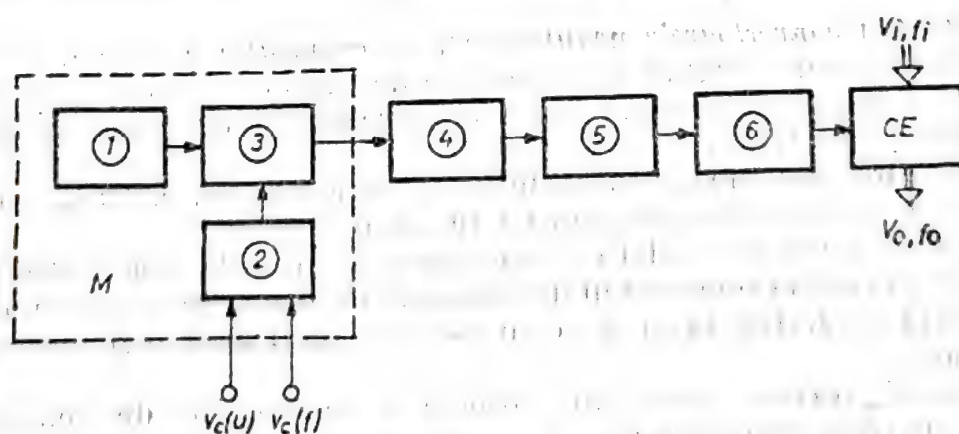 Vi, fi
① ③ ④ ⑤ ⑥ CE
②
M
Vo, fo
vc(u) vc(f)